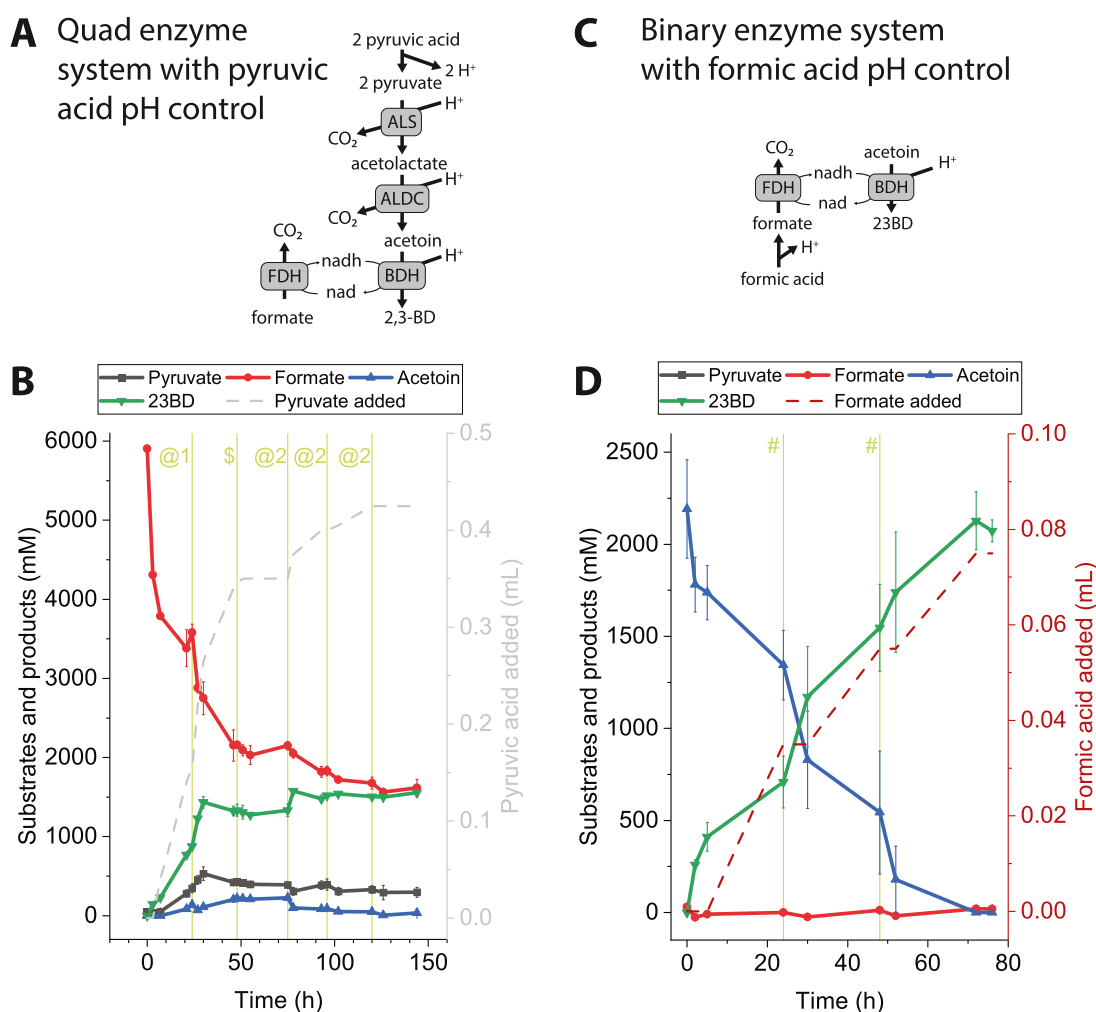 A Quad enzyme
system with pyruvic
acid pH control
2 pyruvic acid
2 H⁺
2 pyruvate
H⁺
ALS
CO₂
acetolactate
H⁺
ALDC
CO₂
acetoin
CO₂
H⁺
nadh
FDH
BDH
nad
formate
2,3-BD
C Binary enzyme system
with formic acid pH control
CO₂
acetoin
H⁺
nadh
FDH
BDH
nad
formate
23BD
H⁺
formic acid
B
Pyruvate Formate Acetoin
23BD Pyruvate added
@1 $ @2 @2 @2
Substrates and products (mM)
6000
5000
4000
3000
2000
1000
0
0.5
0.4
0.3
0.2
0.1
0.0
Pyruvic acid added (mL)
0 50 100 150
Time (h)
D
Pyruvate Formate Acetoin
23BD Formate added
# #
Substrates and products (mM)
2500
2000
1500
1000
500
0
0.10
0.08
0.06
0.04
0.02
0.00
Formic acid added (mL)
0 20 40 60 80
Time (h)